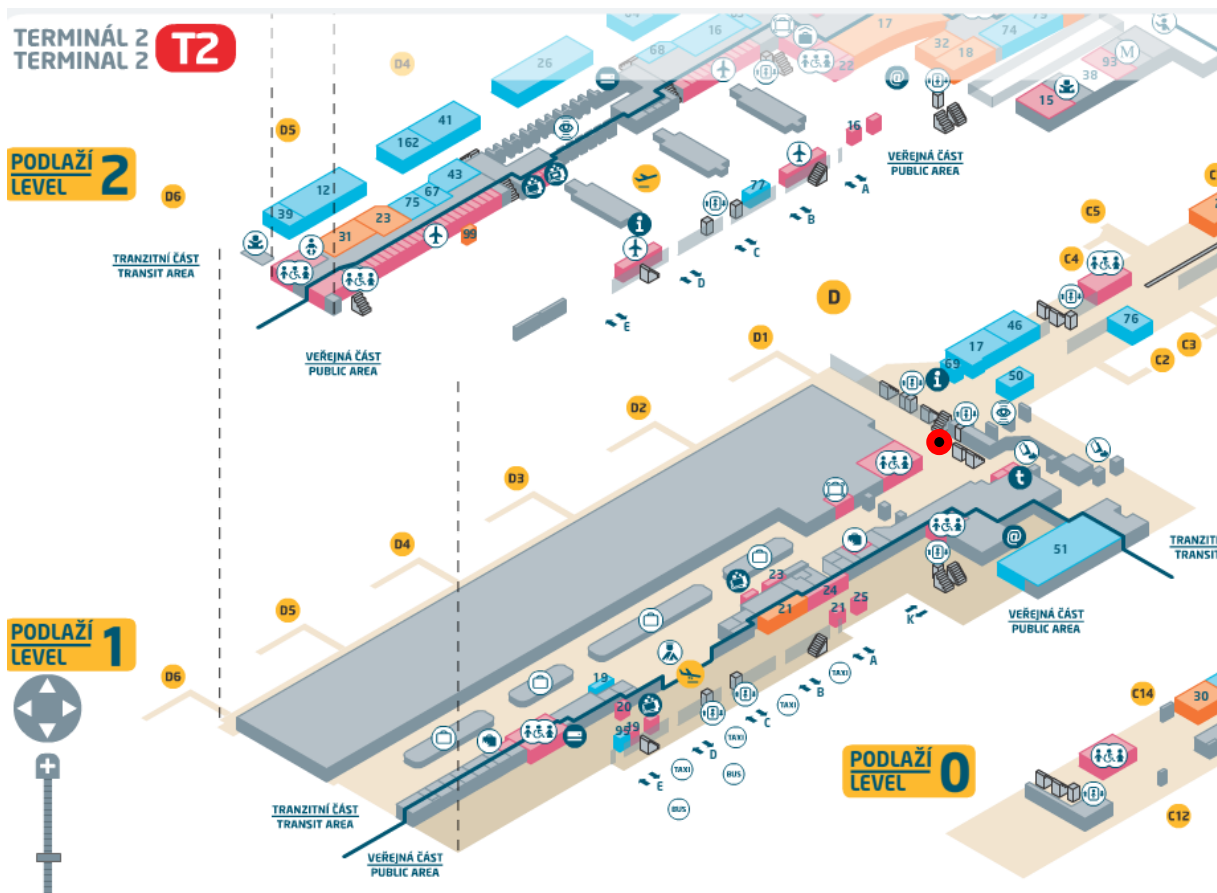 TERMINÁL 2
TERMINAL 2
T2
PODLAŽÍ
LEVEL
2
D4
D5
D6
26
68
16
17
32
18
74
22
@
M
93
38
15
41
162
43
67
75
12
39
23
31
99
16
77
i
A
B
C
D
E
VEŘEJNÁ ČÁST
PUBLIC AREA
TRANZITNÍ ČÁST
TRANSIT AREA
VEŘEJNÁ ČÁST
PUBLIC AREA
PODLAŽÍ
LEVEL
1
D
D1
D2
D3
D4
D5
D6
C5
C4
C3
C2
46
17
69
76
50
i
t
@
51
23
24
21
21
25
19
20
19
99
K
A
B
C
D
E
TAXI
TAXI
TAXI
TAXI
BUS
BUS
VEŘEJNÁ ČÁST
PUBLIC AREA
TRANZITNÍ ČÁST
TRANSIT AREA
VEŘEJNÁ ČÁST
PUBLIC AREA
PODLAŽÍ
LEVEL
0
C14
30
C12